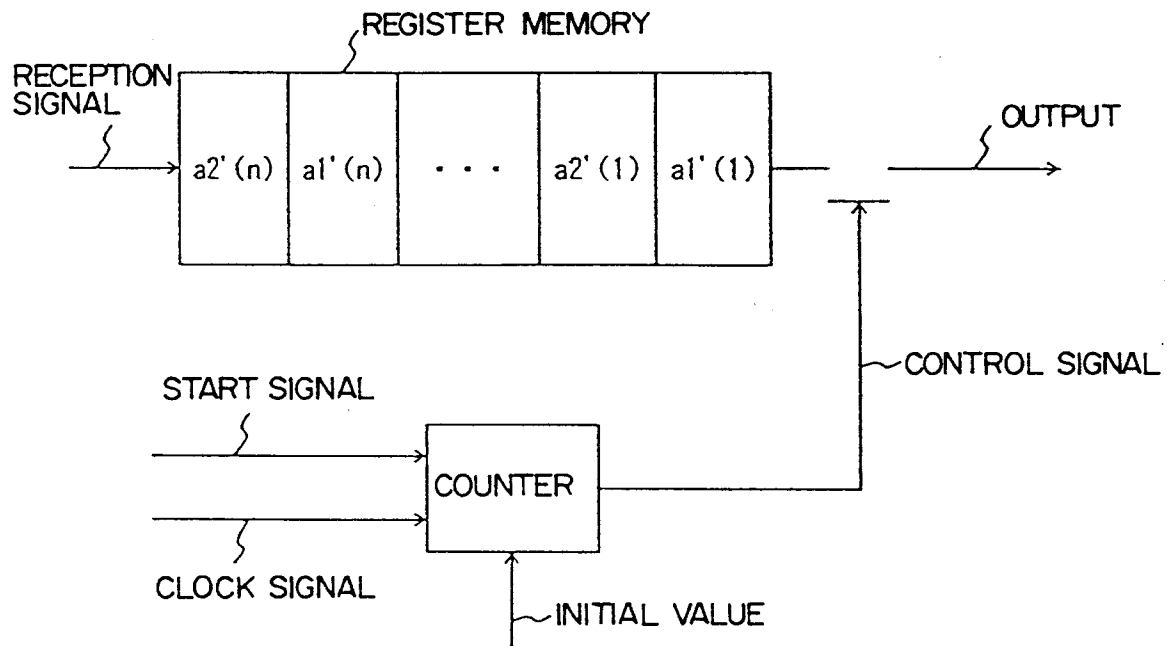 REGISTER MEMORY
RECEPTION
SIGNAL
OUTPUT
a2'(n) a1'(n) · · · a2'(1) a1'(1)
CONTROL SIGNAL
START SIGNAL
COUNTER
CLOCK SIGNAL
INITIAL VALUE